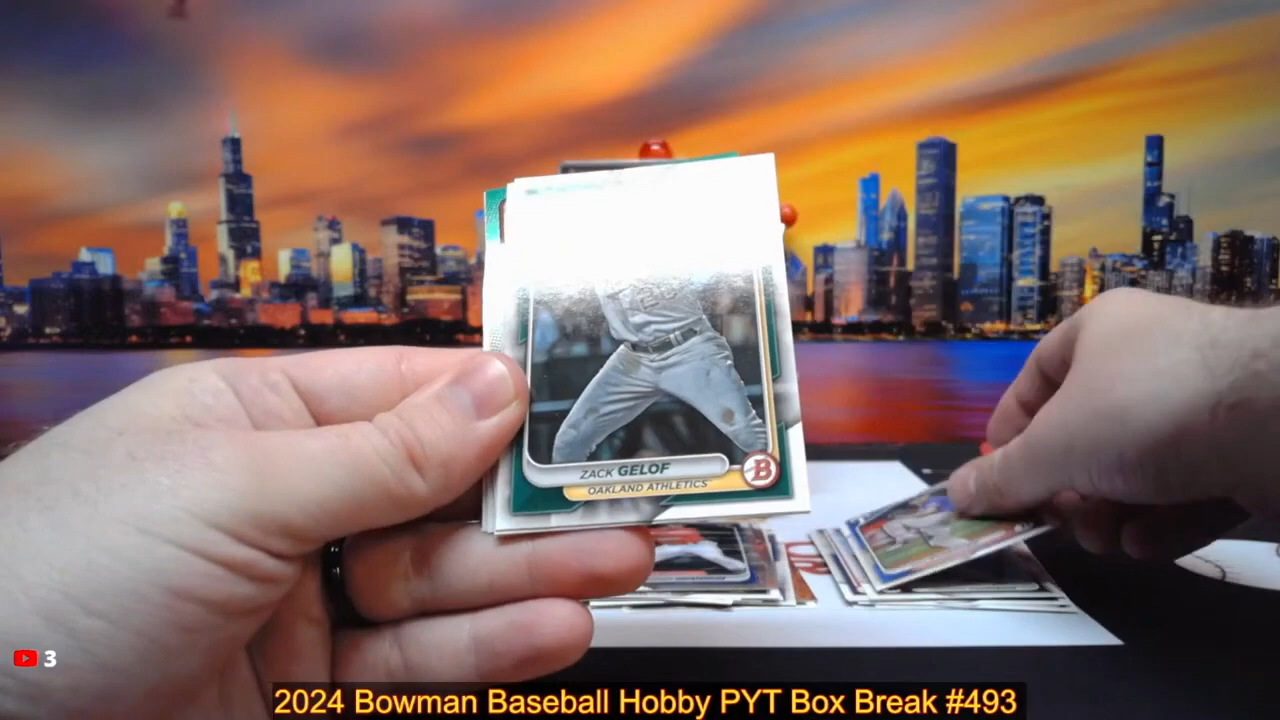 ZACK GELOF
OAKLAND ATHLETICS
B
3
2024 Bowman Baseball Hobby PYT Box Break #493